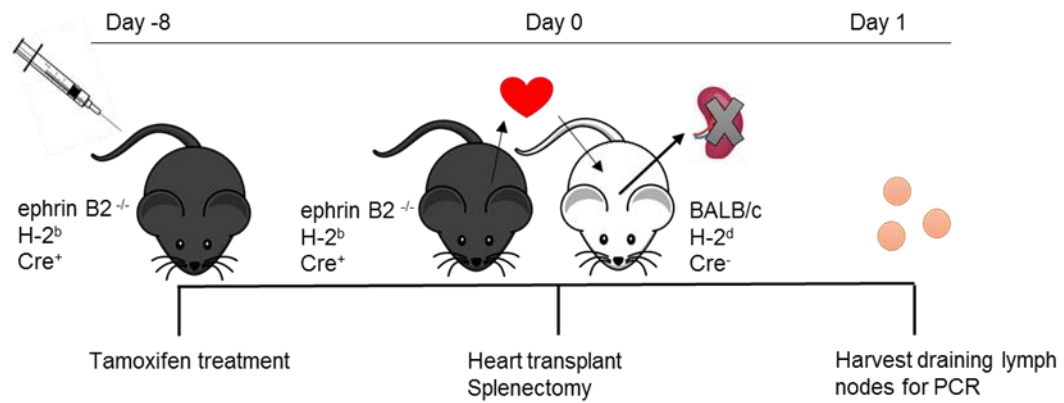 Day -8
Day 0
Day 1
ephrin B2 -/-
H-2b
Cre+
ephrin B2 -/-
H-2b
Cre+
BALB/c
H-2d
Cre-
Tamoxifen treatment
Heart transplant
Splenectomy
Harvest draining lymph
nodes for PCR